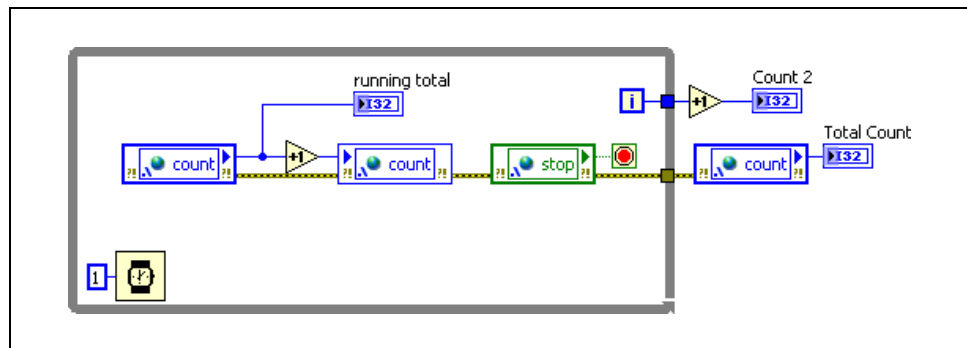 running total
I32
i
+1
Count 2
I32
Total Count
I32
?! count ?!
+1
?! count ?!
?! stop ?!
?! count ?!
1